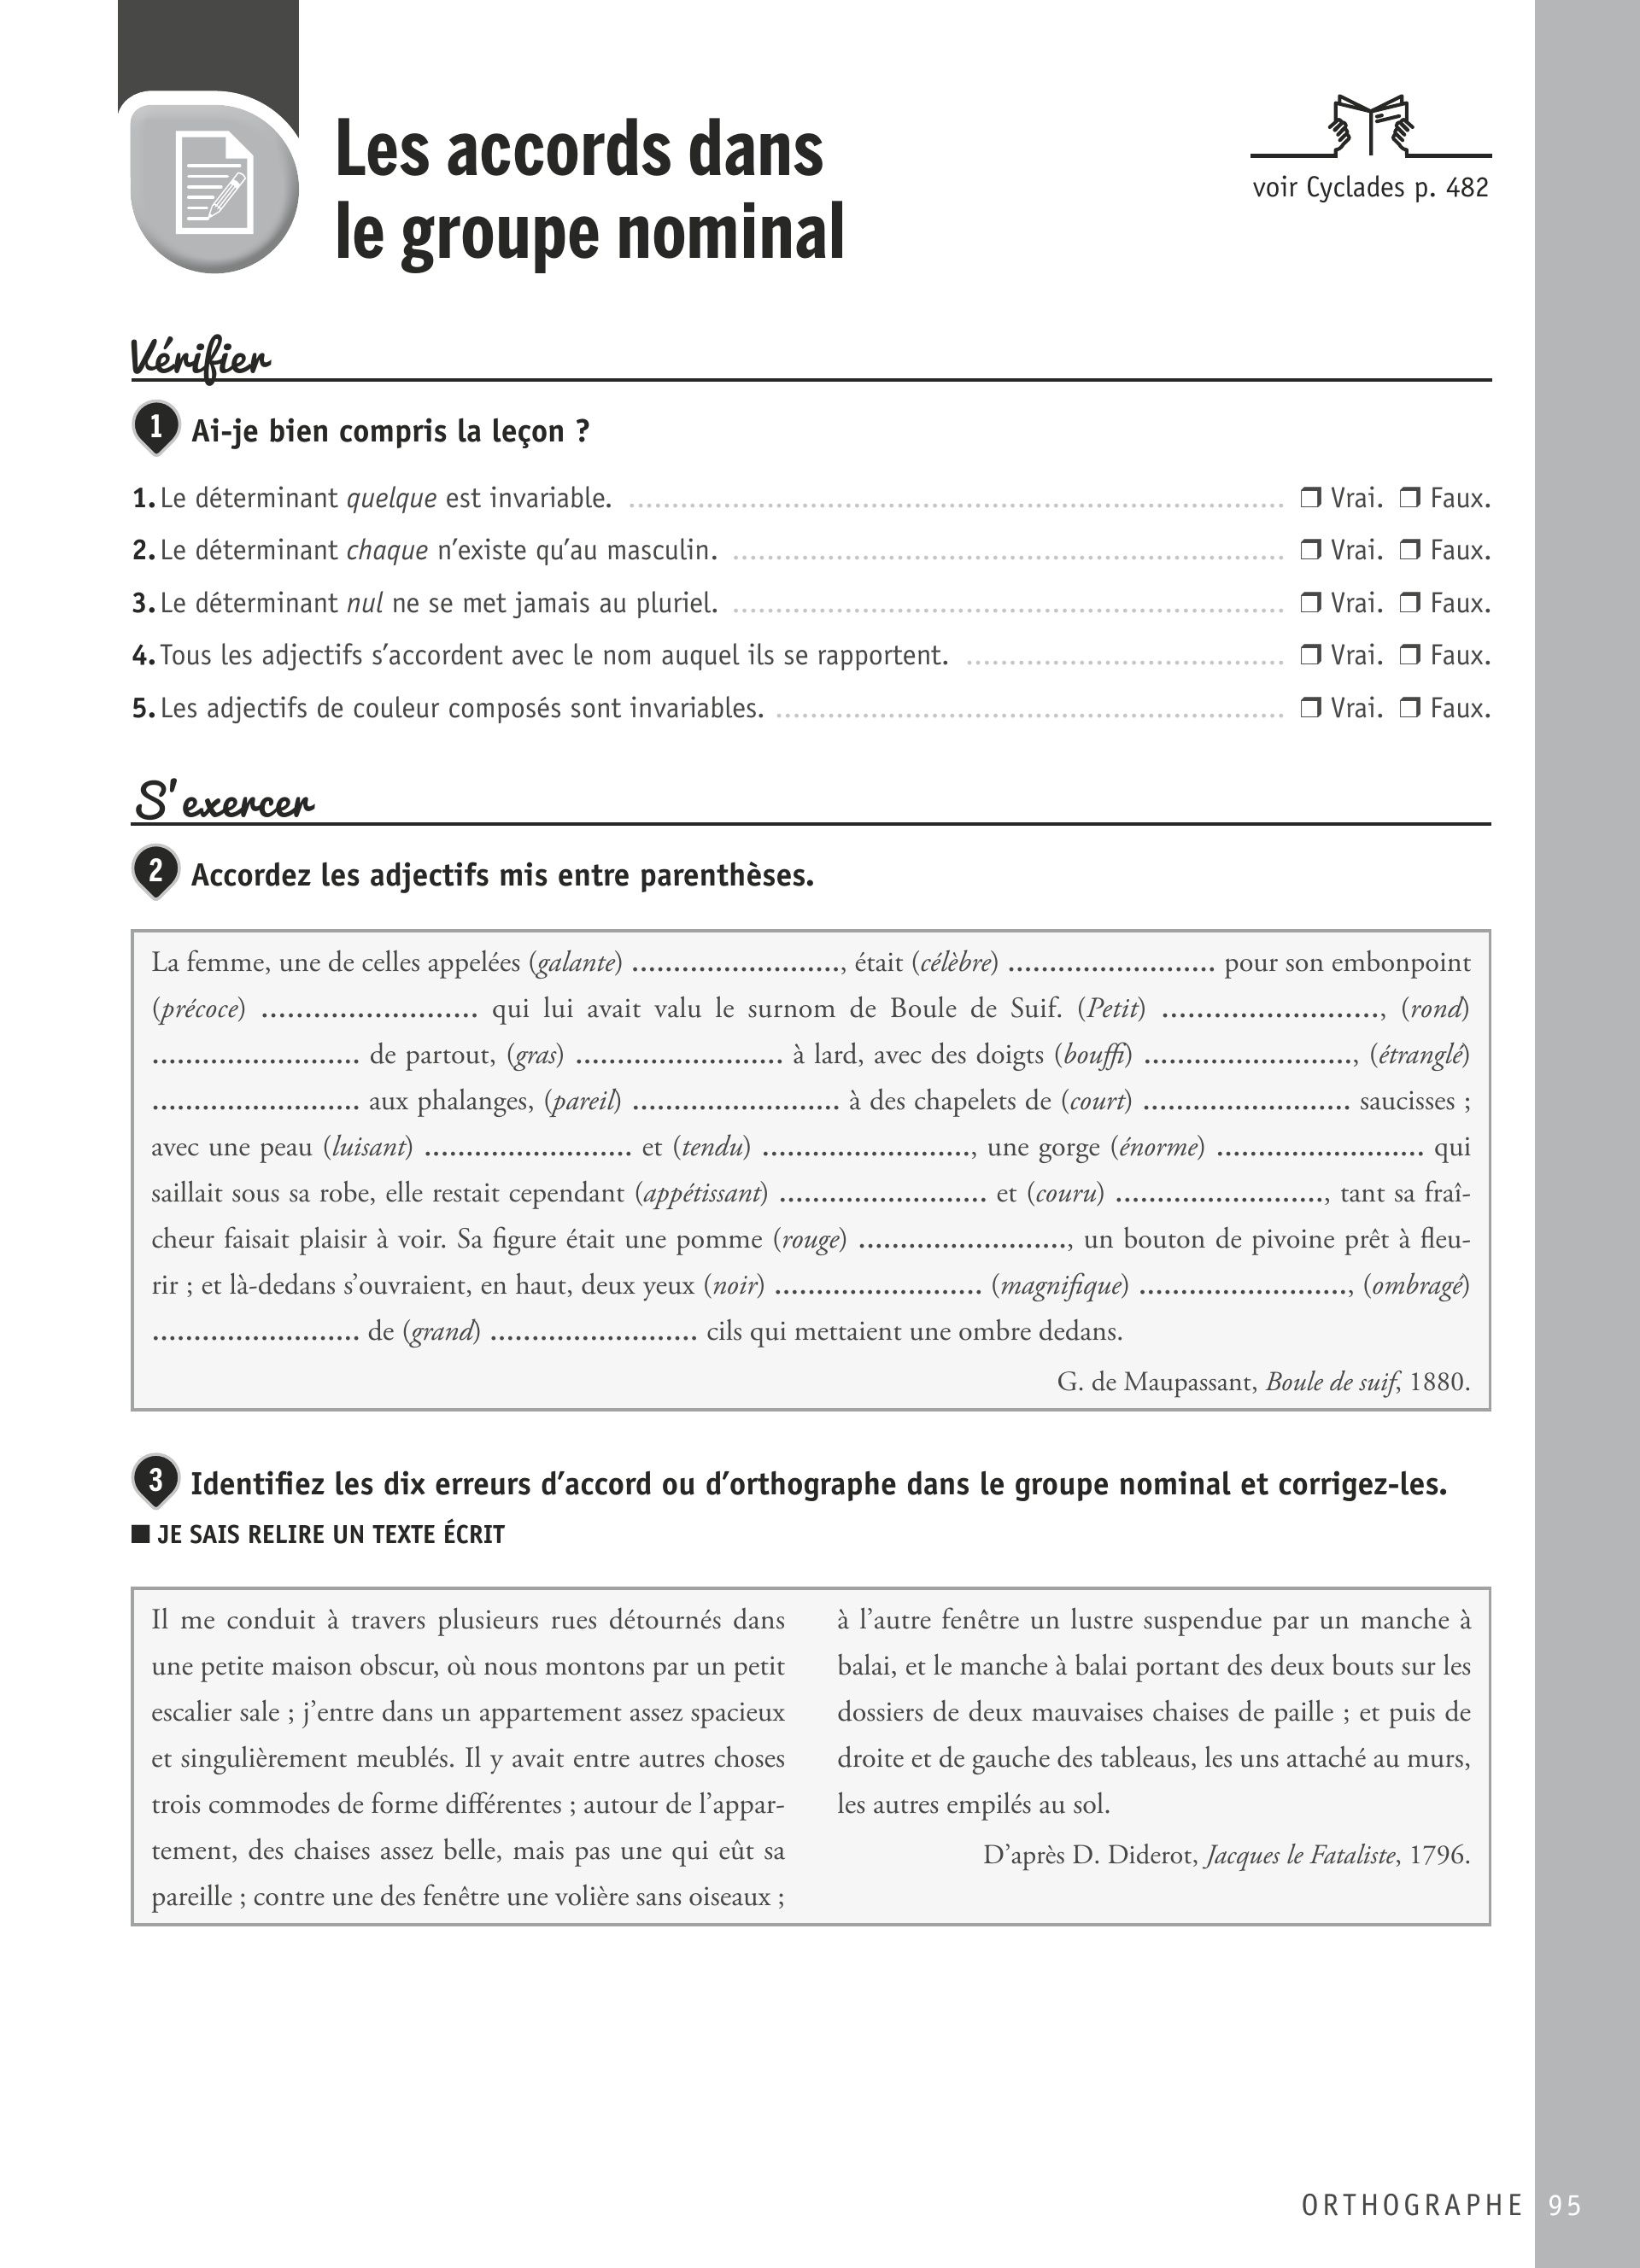 Les accords dans
le groupe nominal
voir Cyclades p. 482
Vérifier
1 Ai-je bien compris la leçon ?
1. Le déterminant quelque est invariable. .......... ❒ Vrai. ❒ Faux.
2. Le déterminant chaque n’existe qu’au masculin. .......... ❒ Vrai. ❒ Faux.
3. Le déterminant nul ne se met jamais au pluriel. .......... ❒ Vrai. ❒ Faux.
4. Tous les adjectifs s’accordent avec le nom auquel ils se rapportent. .......... ❒ Vrai. ❒ Faux.
5. Les adjectifs de couleur composés sont invariables. .......... ❒ Vrai. ❒ Faux.
S’exercer
2 Accordez les adjectifs mis entre parenthèses.
La femme, une de celles appelées (galante) ........................., était (célèbre) ......................... pour son embonpoint
(précoce) ......................... qui lui avait valu le surnom de Boule de Suif. (Petit) ........................., (rond)
......................... de partout, (gras) ......................... à lard, avec des doigts (bouffi) ........................., (étranglé)
......................... aux phalanges, (pareil) ......................... à des chapelets de (court) ......................... saucisses ;
avec une peau (luisant) ......................... et (tendu) ........................., une gorge (énorme) ......................... qui
saillait sous sa robe, elle restait cependant (appétissant) ......................... et (couru) ........................., tant sa fraî-
cheur faisait plaisir à voir. Sa figure était une pomme (rouge) ........................., un bouton de pivoine prêt à fleu-
rir ; et là-dedans s’ouvraient, en haut, deux yeux (noir) ......................... (magnifique) ........................., (ombragé)
......................... de (grand) ......................... cils qui mettaient une ombre dedans.
G. de Maupassant, Boule de suif, 1880.
3 Identifiez les dix erreurs d’accord ou d’orthographe dans le groupe nominal et corrigez-les.
■ JE SAIS RELIRE UN TEXTE ÉCRIT
Il me conduit à travers plusieurs rues détournés dans
une petite maison obscur, où nous montons par un petit
escalier sale ; j’entre dans un appartement assez spacieux
et singulièrement meublés. Il y avait entre autres choses
trois commodes de forme différentes ; autour de l’appar-
tement, des chaises assez belle, mais pas une qui eût sa
pareille ; contre une des fenêtre une volière sans oiseaux ;
à l’autre fenêtre un lustre suspendue par un manche à
balai, et le manche à balai portant des deux bouts sur les
dossiers de deux mauvaises chaises de paille ; et puis de
droite et de gauche des tableaus, les uns attaché au murs,
les autres empilés au sol.
D’après D. Diderot, Jacques le Fataliste, 1796.
ORTHOGRAPHE 95